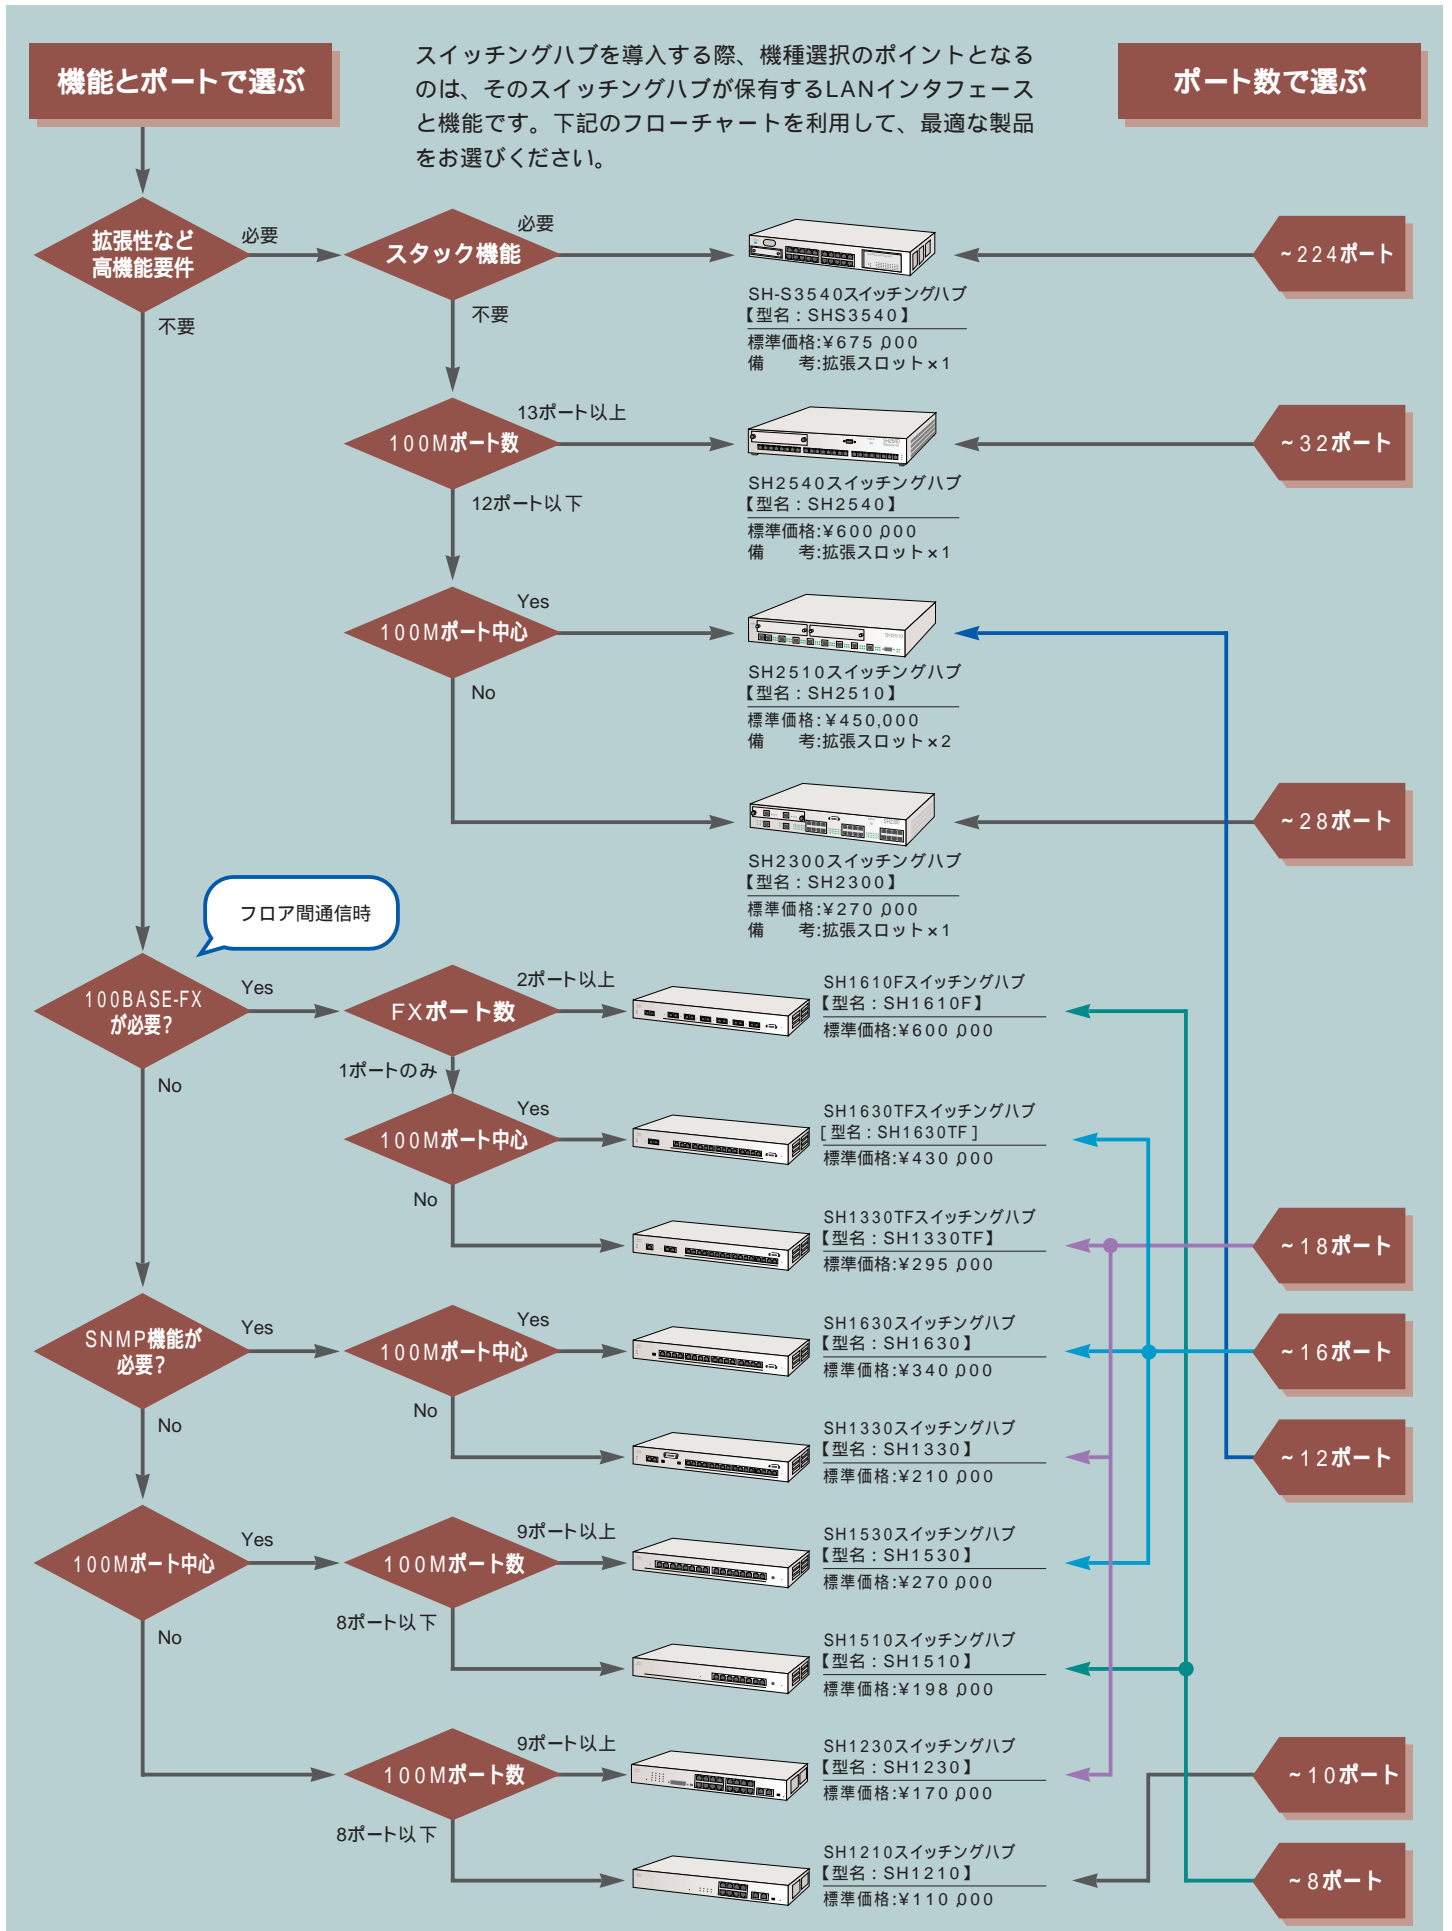 機能とポートで選ぶ
スイッチングハブを導入する際、機種選択のポイントとなる
のは、そのスイッチングハブが保有するLANインタフェース
と機能です。下記のフローチャートを利用して、最適な製品
をお選びください。
ポート数で選ぶ
拡張性など
高機能要件
必要
不要
スタック機能
必要
不要
SH-S3540スイッチングハブ
【型名：SHS3540】
標準価格:¥675,000
備　考:拡張スロット×1
~224ポート
100Mポート数
13ポート以上
12ポート以下
SH2540スイッチングハブ
【型名：SH2540】
標準価格:¥600,000
備　考:拡張スロット×1
~32ポート
100Mポート中心
Yes
No
SH2510
SH2510スイッチングハブ
【型名：SH2510】
標準価格:¥450,000
備　考:拡張スロット×2
SH2300スイッチングハブ
【型名：SH2300】
標準価格:¥270,000
備　考:拡張スロット×1
~28ポート
フロア間通信時
100BASE-FX
が必要?
Yes
No
FXポート数
2ポート以上
1ポートのみ
SH1610Fスイッチングハブ
【型名：SH1610F】
標準価格:¥600,000
100Mポート中心
Yes
No
SH1630TFスイッチングハブ
[型名：SH1630TF]
標準価格:¥430,000
SH1330TFスイッチングハブ
【型名：SH1330TF】
標準価格:¥295,000
~18ポート
SNMP機能が
必要?
Yes
No
100Mポート中心
Yes
No
SH1630スイッチングハブ
【型名：SH1630】
標準価格:¥340,000
~16ポート
SH1330スイッチングハブ
【型名：SH1330】
標準価格:¥210,000
~12ポート
100Mポート中心
Yes
No
100Mポート数
9ポート以上
8ポート以下
SH1530スイッチングハブ
【型名：SH1530】
標準価格:¥270,000
SH1510スイッチングハブ
【型名：SH1510】
標準価格:¥198,000
100Mポート数
9ポート以上
8ポート以下
SH1230スイッチングハブ
【型名：SH1230】
標準価格:¥170,000
~10ポート
SH1210スイッチングハブ
【型名：SH1210】
標準価格:¥110,000
~8ポート